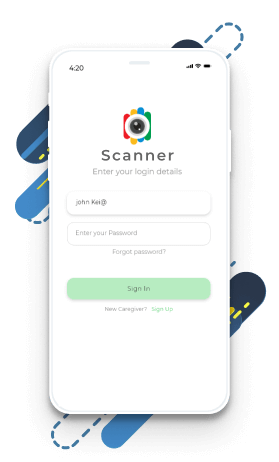 4:20
Scanner
Enter your login details
john Kei@
Enter your Password
Forgot password?
Sign In
New Caregiver? Sign Up